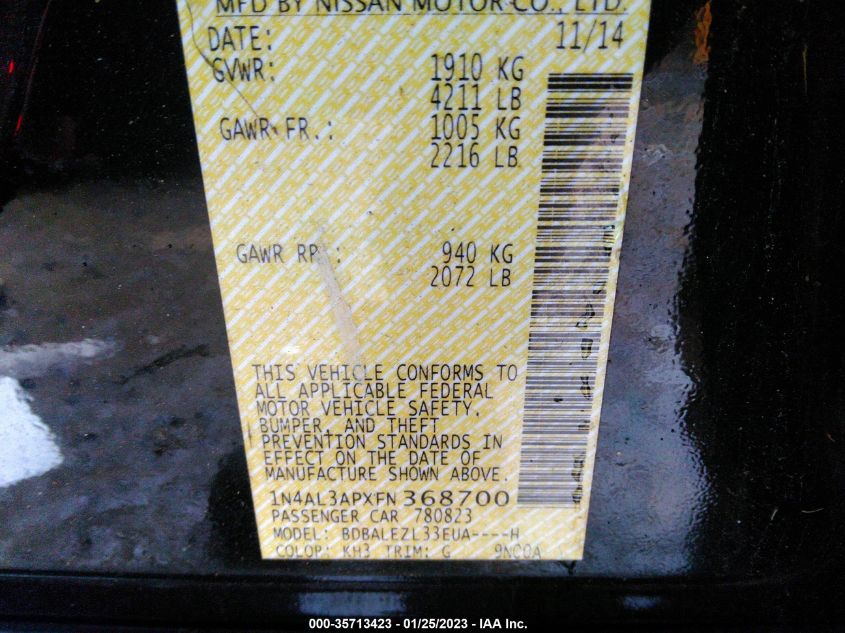 MFD BY NISSAN MOTOR CO., LTD.
DATE: 11/14
GVWR: 1910 KG
4211 LB
GAWR FR.: 1005 KG
2216 LB
GAWR RP.: 940 KG
2072 LB
THIS VEHICLE CONFORMS TO
ALL APPLICABLE FEDERAL
MOTOR VEHICLE SAFETY,
BUMPER, AND THEFT
PREVENTION STANDARDS IN
EFFECT ON THE DATE OF
MANUFACTURE SHOWN ABOVE.
1N4AL3APXFN368700
PASSENGER CAR 780823
MODEL: BDBALEZL33EUA----H
COLOR: KH3 TRIM: G 9NC0A
000-35713423 - 01/25/2023 - IAA Inc.